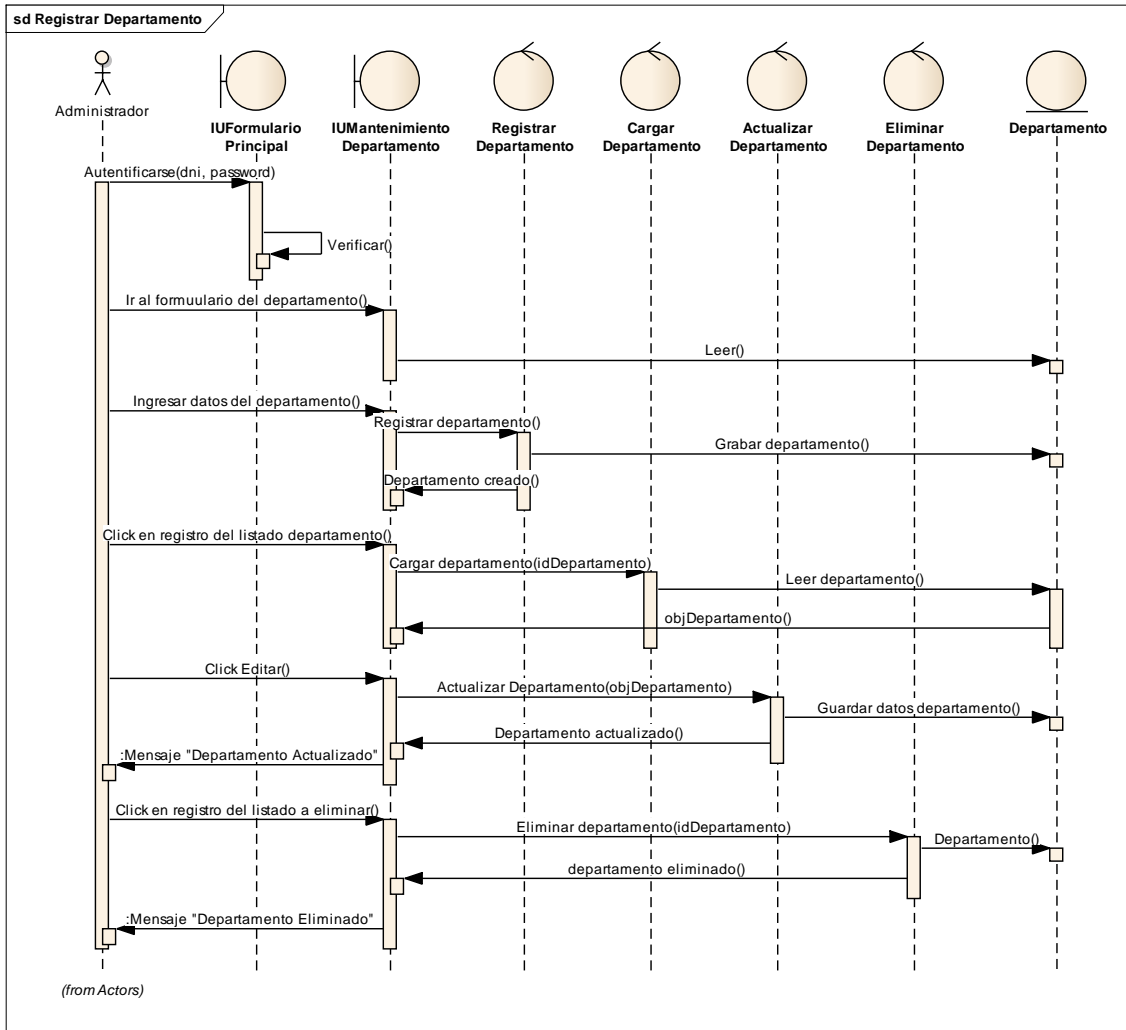 sd Registrar Departamento
Administrador
IUFormulario
Principal
IUMantenimiento
Departamento
Registrar
Departamento
Cargar
Departamento
Actualizar
Departamento
Eliminar
Departamento
Departamento
Autentificarse(dni, password)
Verificar()
Ir al formuulario del departamento()
Leer()
Ingresar datos del departamento()
Registrar departamento()
Grabar departamento()
Departamento creado()
Click en registro del listado departamento()
Cargar departamento(idDepartamento)
Leer departamento()
objDepartamento()
Click Editar()
Actualizar Departamento(objDepartamento)
Guardar datos departamento()
Departamento actualizado()
:Mensaje "Departamento Actualizado"
Click en registro del listado a eliminar()
Eliminar departamento(idDepartamento)
Departamento()
departamento eliminado()
:Mensaje "Departamento Eliminado"
(from Actors)